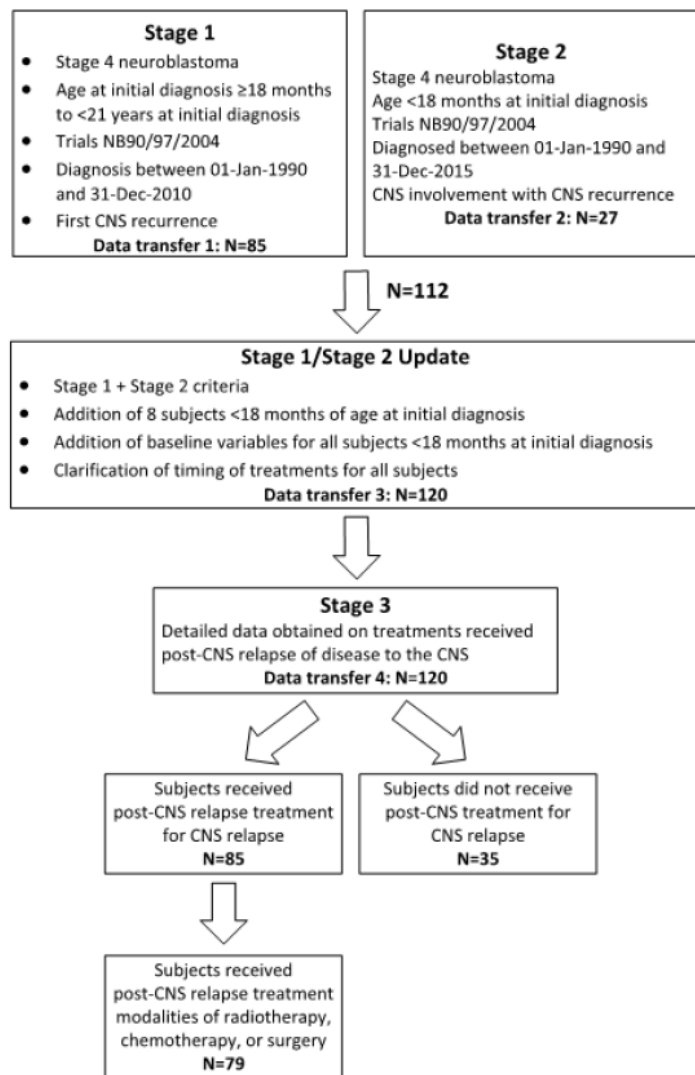 Stage 1
● Stage 4 neuroblastoma
● Age at initial diagnosis ≥18 months
to <21 years at initial diagnosis
● Trials NB90/97/2004
● Diagnosis between 01-Jan-1990
and 31-Dec-2010
● First CNS recurrence
Data transfer 1: N=85
Stage 2
Stage 4 neuroblastoma
Age <18 months at initial diagnosis
Trials NB90/97/2004
Diagnosed between 01-Jan-1990 and
31-Dec-2015
CNS involvement with CNS recurrence
Data transfer 2: N=27
N=112
Stage 1/Stage 2 Update
● Stage 1 + Stage 2 criteria
● Addition of 8 subjects <18 months of age at initial diagnosis
● Addition of baseline variables for all subjects <18 months at initial diagnosis
● Clarification of timing of treatments for all subjects
Data transfer 3: N=120
Stage 3
Detailed data obtained on treatments received
post-CNS relapse of disease to the CNS
Data transfer 4: N=120
Subjects received
post-CNS relapse treatment
for CNS relapse
N=85
Subjects did not receive
post-CNS treatment for
CNS relapse
N=35
Subjects received
post-CNS relapse treatment
modalities of radiotherapy,
chemotherapy, or surgery
N=79